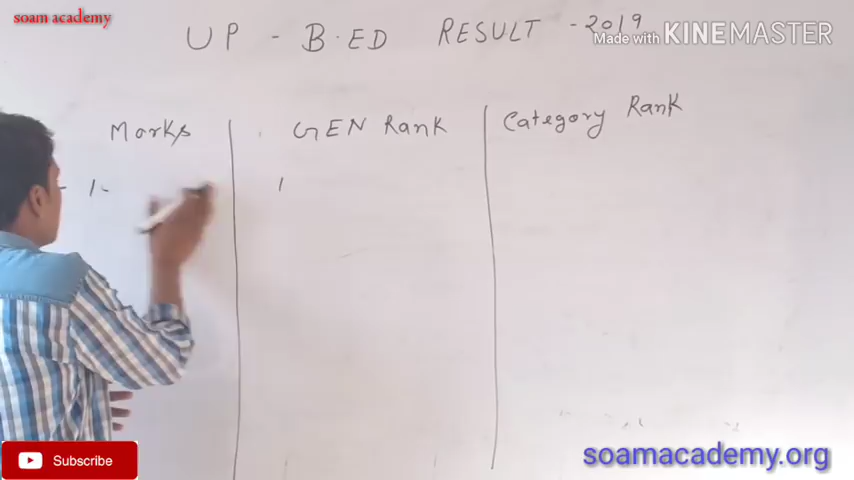 soam academy
UP - B.ED RESULT - 2019
Made with KINEMASTER
Marks GEN Rank Category Rank
1- 1
Subscribe
soamacademy.org